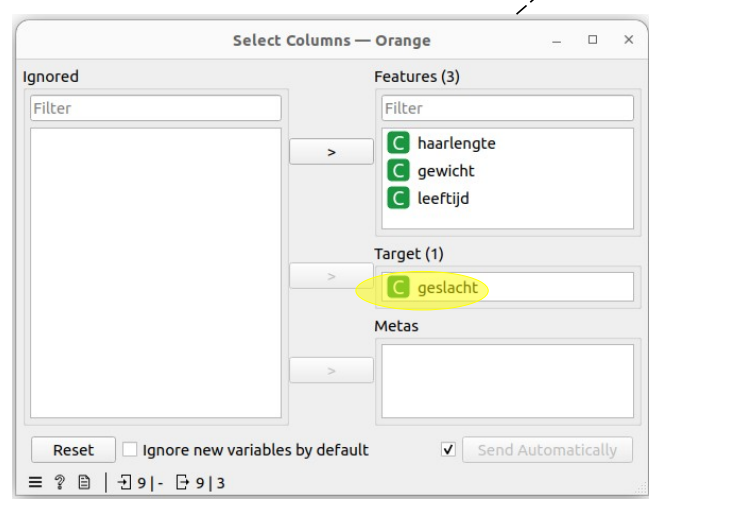 Select Columns — Orange
Ignored
Filter
>
>
>
Features (3)
Filter
C haarlengte
C gewicht
C leeftijd
Target (1)
C geslacht
Metas
Reset
Ignore new variables by default
Send Automatically
? 9 | - 9 | 3